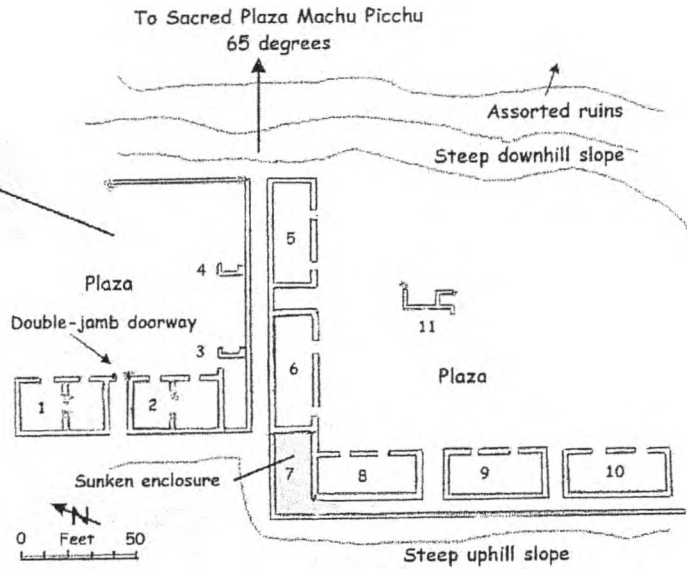 To Sacred Plaza Machu Picchu
65 degrees
Assorted ruins
Steep downhill slope
5
4
Plaza
11
Double-jamb doorway
3
6
Plaza
1
2
7
8
9
10
Sunken enclosure
N
0 Feet 50
Steep uphill slope